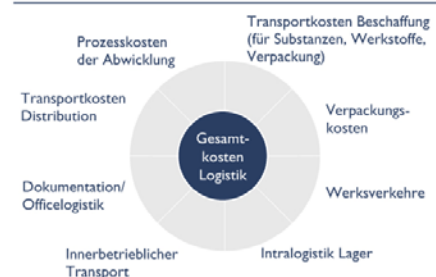 Transportkosten Beschaffung
(für Substanzen, Werkstoffe,
Verpackung)
Verpackungs-
kosten
Werksverkehre
Intralogistik Lager
Innerbetrieblicher
Transport
Dokumentation/
Officelogistik
Transportkosten
Distribution
Prozesskosten
der Abwicklung
Gesamt-
kosten
Logistik